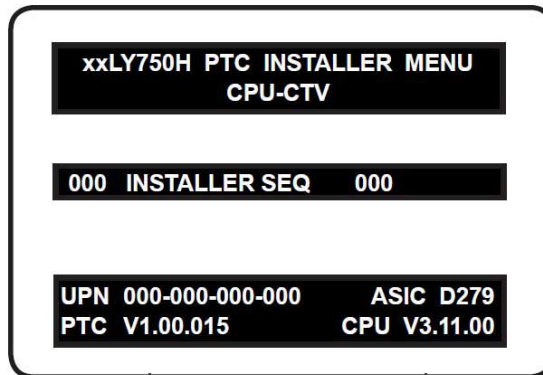 xxLY750H PTC INSTALLER MENU
CPU-CTV
000 INSTALLER SEQ 000
UPN 000-000-000-000 ASIC D279
PTC V1.00.015 CPU V3.11.00